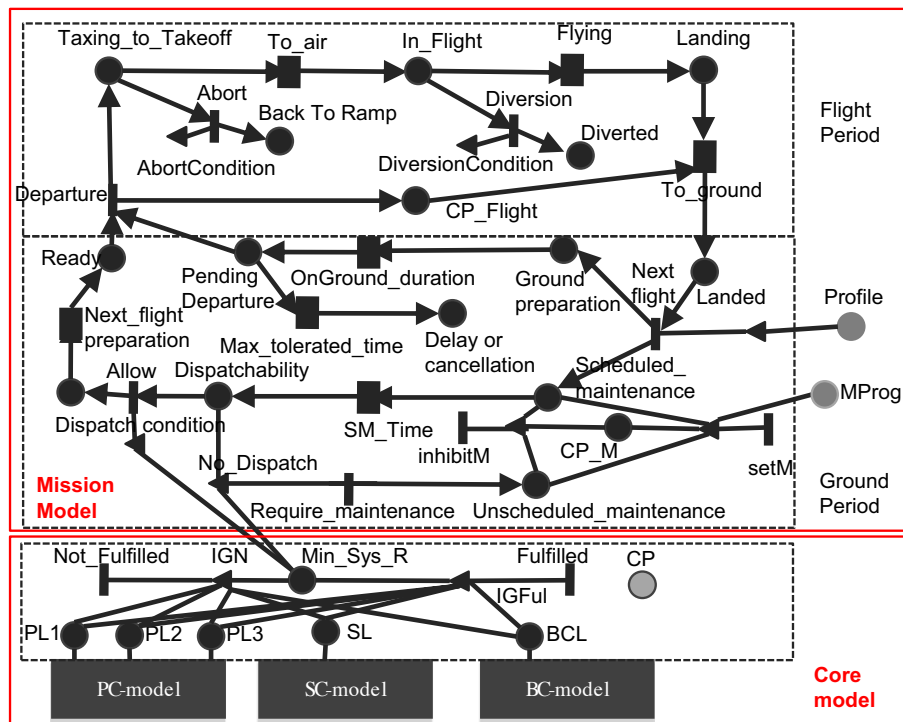 Taxing_to_Takeoff
To_air
In_Flight
Flying
Landing
Abort
Back To Ramp
AbortCondition
Diversion
Diverted
DiversionCondition
Flight
Period
Departure
CP_Flight
To_ground
Ready
Pending
Departure
OnGround_duration
Ground
preparation
Next
flight
Landed
Profile
Next_flight
preparation
Max_tolerated_time
Delay or
cancellation
Allow
Dispatchability
Scheduled_
maintenance
MProg
Dispatch condition
SM_Time
inhibitM
CP_M
setM
No_Dispatch
Mission
Model
Require_maintenance
Unscheduled_maintenance
Ground
Period
Not_Fulfilled
IGN
Min_Sys_R
Fulfilled
CP
IGFul
PL1
PL2
PL3
SL
BCL
PC-model
SC-model
BC-model
Core
model